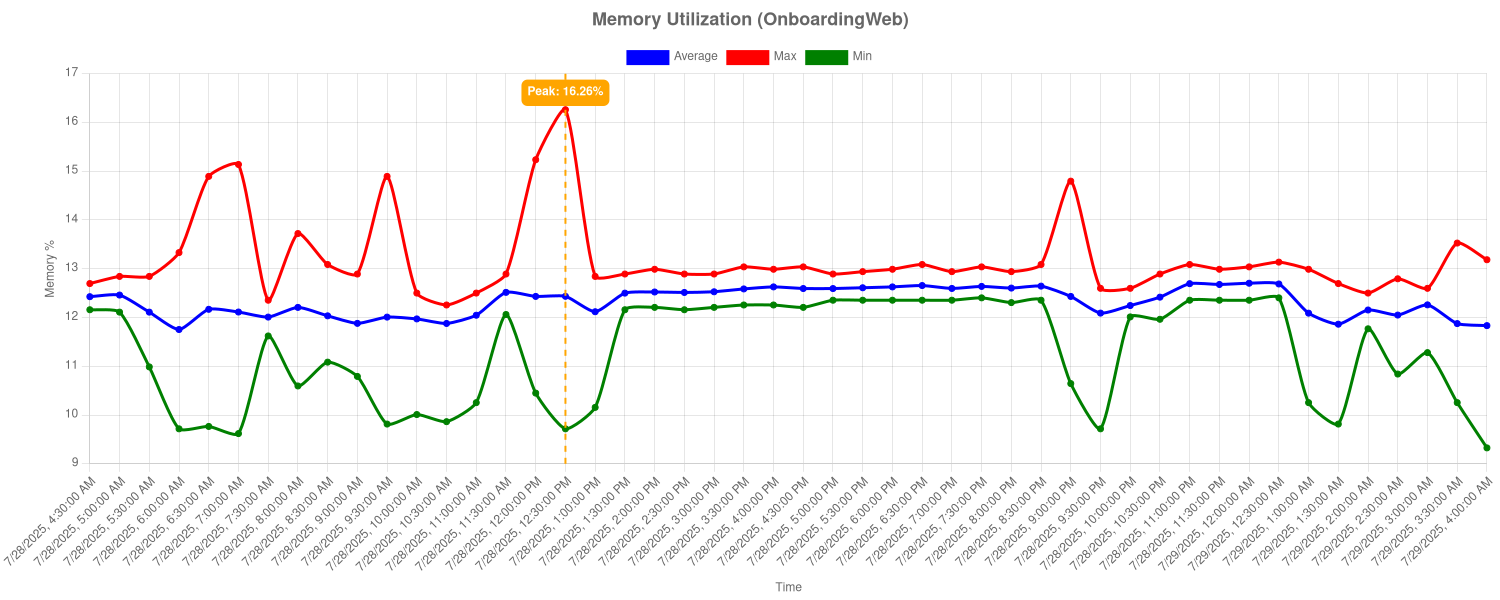 Memory Utilization (OnboardingWeb)
Average Max Min
Peak: 16.26%
Memory %
17
16
15
14
13
12
11
10
9
7/28/2025, 4:30:00 AM
7/28/2025, 5:00:00 AM
7/28/2025, 5:30:00 AM
7/28/2025, 6:00:00 AM
7/28/2025, 6:30:00 AM
7/28/2025, 7:00:00 AM
7/28/2025, 7:30:00 AM
7/28/2025, 8:00:00 AM
7/28/2025, 8:30:00 AM
7/28/2025, 9:00:00 AM
7/28/2025, 9:30:00 AM
7/28/2025, 10:00:00 AM
7/28/2025, 10:30:00 AM
7/28/2025, 11:00:00 AM
7/28/2025, 11:30:00 AM
7/28/2025, 12:00:00 PM
7/28/2025, 12:30:00 PM
7/28/2025, 1:00:00 PM
7/28/2025, 1:30:00 PM
7/28/2025, 2:00:00 PM
7/28/2025, 2:30:00 PM
7/28/2025, 3:00:00 PM
7/28/2025, 3:30:00 PM
7/28/2025, 4:00:00 PM
7/28/2025, 4:30:00 PM
7/28/2025, 5:00:00 PM
7/28/2025, 5:30:00 PM
7/28/2025, 6:00:00 PM
7/28/2025, 6:30:00 PM
7/28/2025, 7:00:00 PM
7/28/2025, 7:30:00 PM
7/28/2025, 8:00:00 PM
7/28/2025, 8:30:00 PM
7/28/2025, 9:00:00 PM
7/28/2025, 9:30:00 PM
7/28/2025, 10:00:00 PM
7/28/2025, 10:30:00 PM
7/28/2025, 11:00:00 PM
7/28/2025, 11:30:00 PM
7/29/2025, 12:00:00 AM
7/29/2025, 12:30:00 AM
7/29/2025, 1:00:00 AM
7/29/2025, 1:30:00 AM
7/29/2025, 2:00:00 AM
7/29/2025, 2:30:00 AM
7/29/2025, 3:00:00 AM
7/29/2025, 3:30:00 AM
7/29/2025, 4:00:00 AM
Time